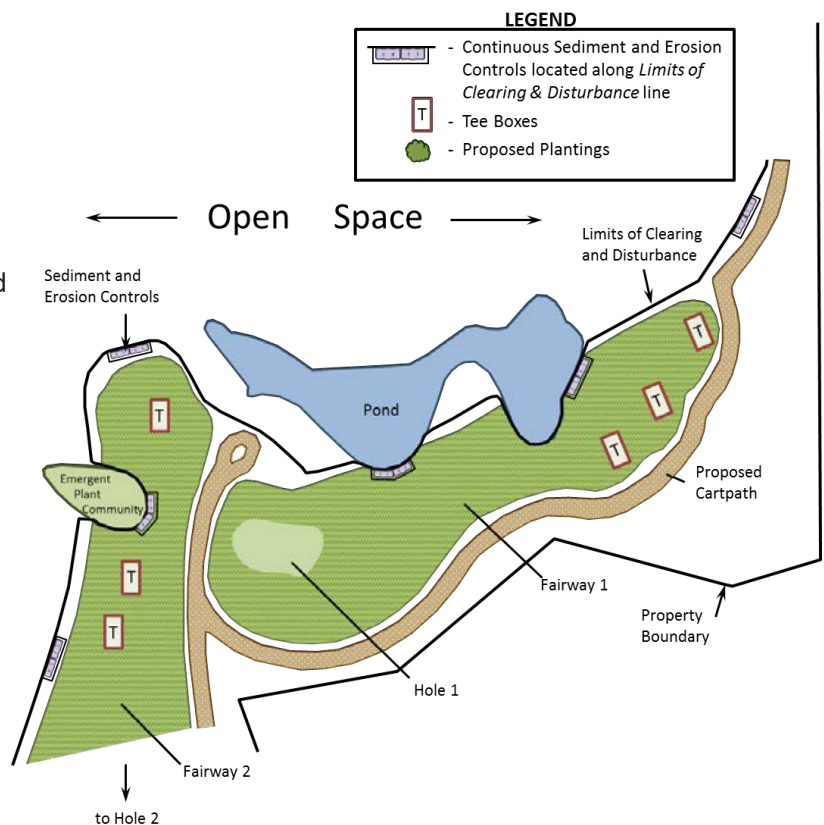 LEGEND
- Continuous Sediment and Erosion
Controls located along Limits of
Clearing & Disturbance line
T - Tee Boxes
- Proposed Plantings
Open Space
Limits of Clearing
and Disturbance
d
Sediment and
Erosion Controls
T
T
Pond
T
T
Emergent
Plant
Community
Proposed
Cartpath
T
Fairway 1
T
Property
Boundary
Hole 1
Fairway 2
to Hole 2